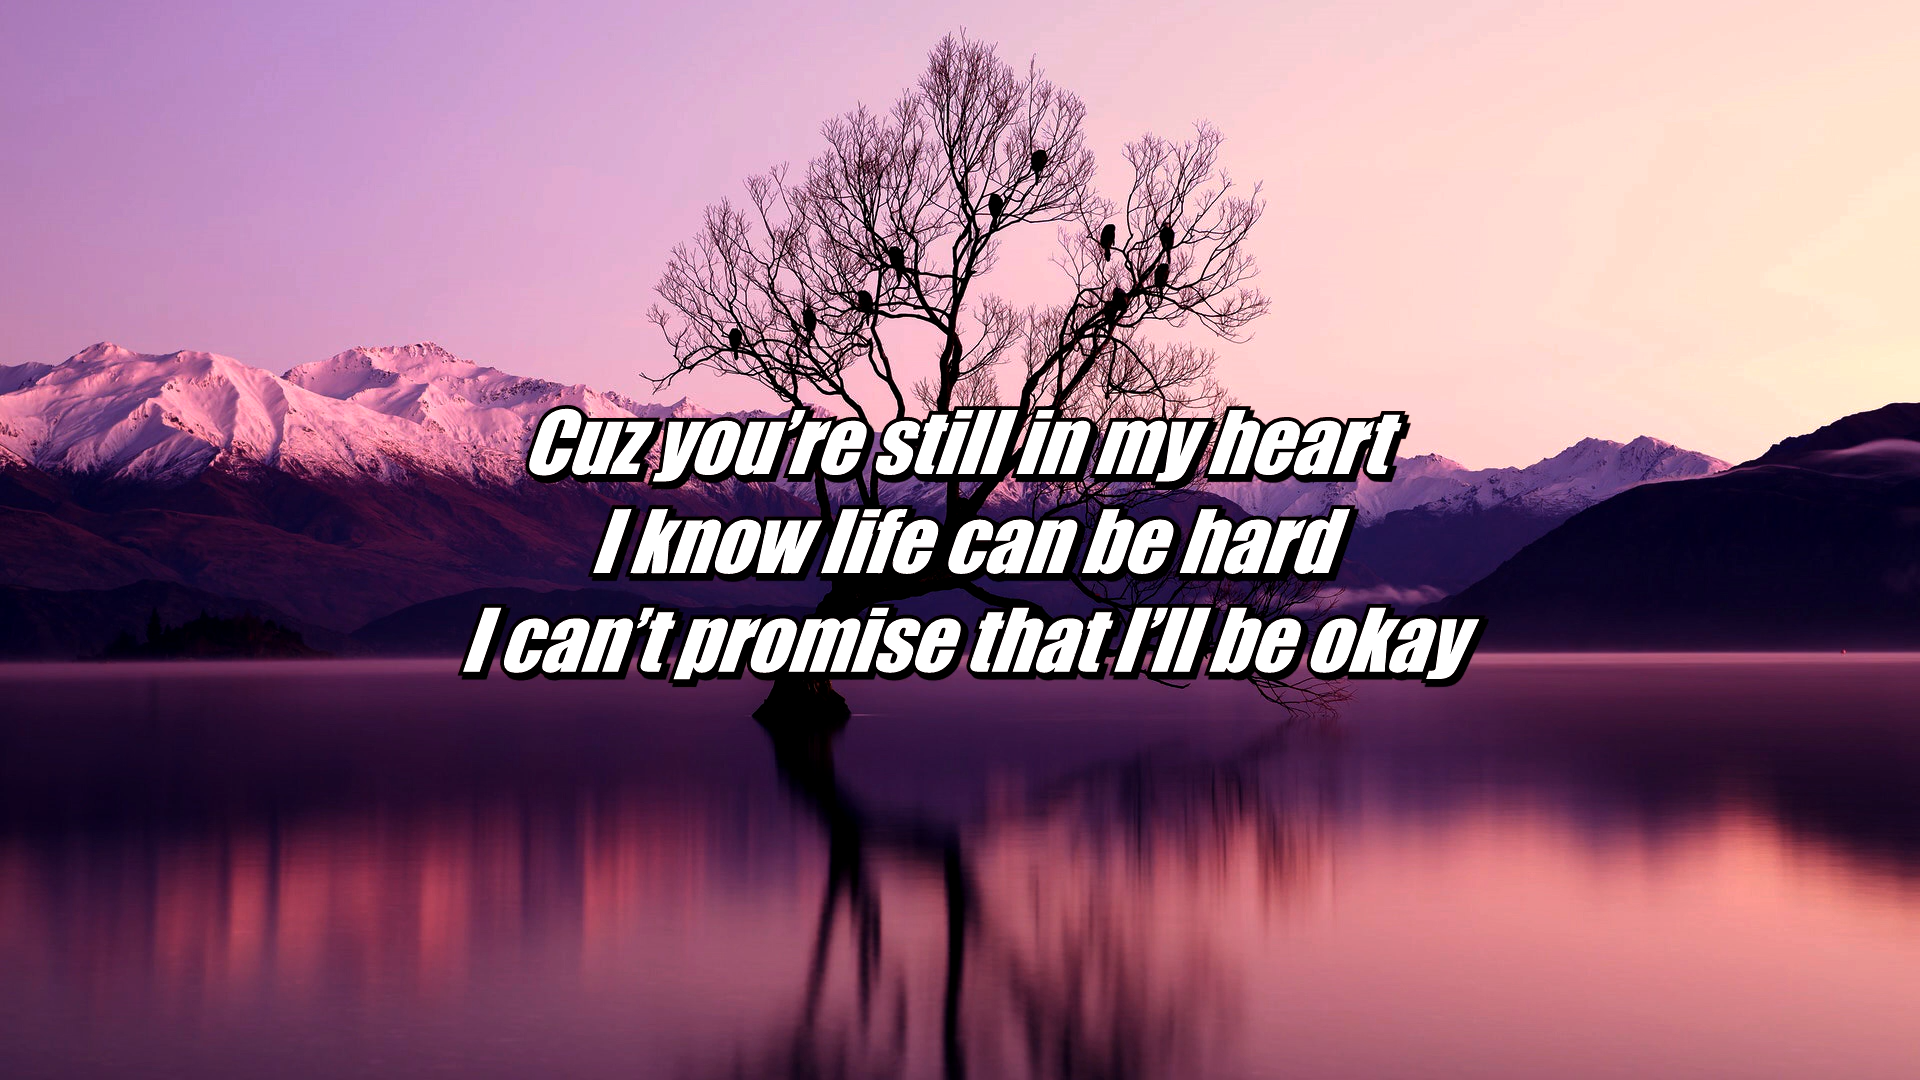 Cuz you’re still in my heart
I know life can be hard
I can’t promise that I’ll be okay